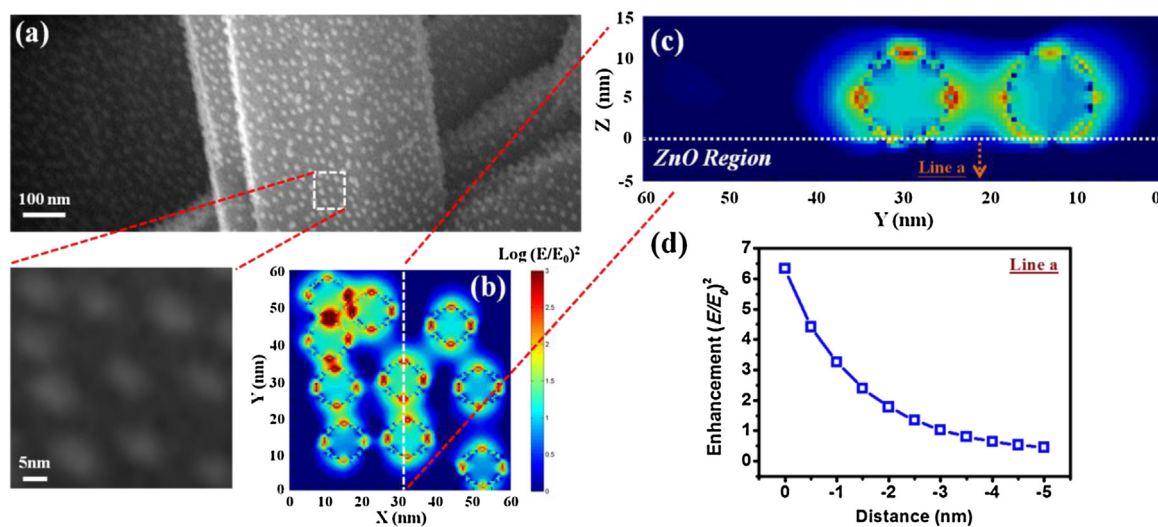 (a)
100 nm
5nm
Log (E/E0)²
(b)
60
50
40
30
20
10
0
Y (nm)
0 10 20 30 40 50 60
X (nm)
3
2.5
2
1.5
1
0.5
0
(c)
15
10
5
0
-5
Z (nm)
ZnO Region
Line a
60 50 40 30 20 10 0
Y (nm)
(d)
Line a
7
6
5
4
3
2
1
0
Enhancement (E/E0)²
0 -1 -2 -3 -4 -5
Distance (nm)